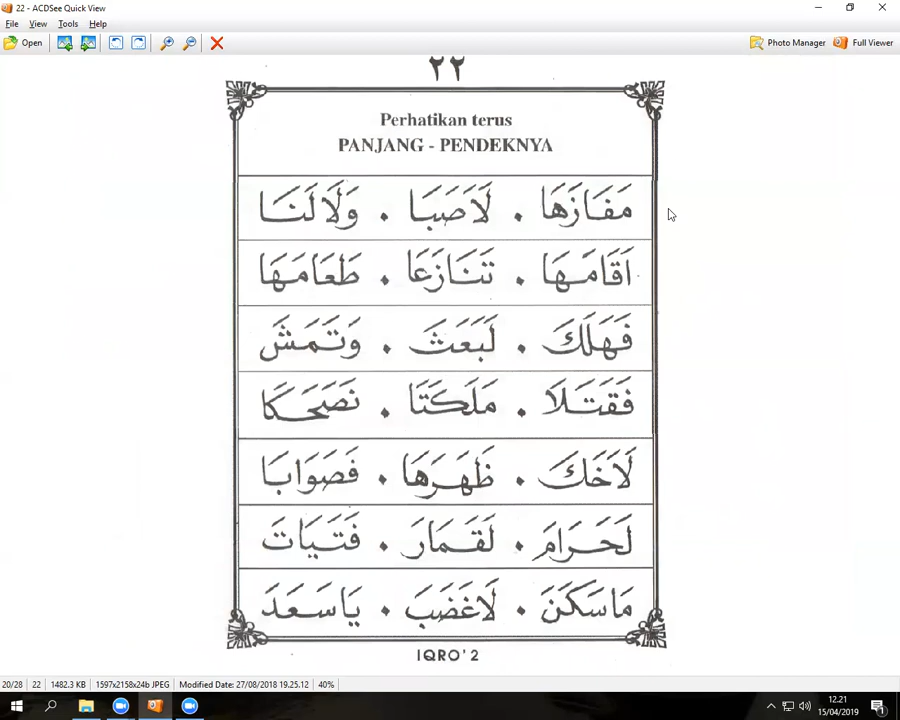 22 - ACDSee Quick View
File View Tools Help
Open Photo Manager Full Viewer
٢٢
Perhatikan terus
PANJANG - PENDEKNYA
مَفَازَهَا • لَاَصَبَا • وَلَالَنَا
اَقَامَهَا • تَنَازَعَا • طَعَامَهَا
فَهَلَكَ • لَبَعَثَ • وَتَمَشَ
فَقَتَلَا • مَلَكَتَا • نَصَحَكَا
لَاَخَكَ • ظَهَرَهَا • فَصَوَابَا
لَحَرَامَ • لَقَمَارَ • فَتَيَاتَ
مَاسَكَنَ • لَاغَضَبَ • يَاسَعَدَ
IQRO' 2
20/28 22 1482.3 KB 1597x2158x24b JPEG Modified Date: 27/08/2018 19.25.12 40%
12.21
15/04/2019
1